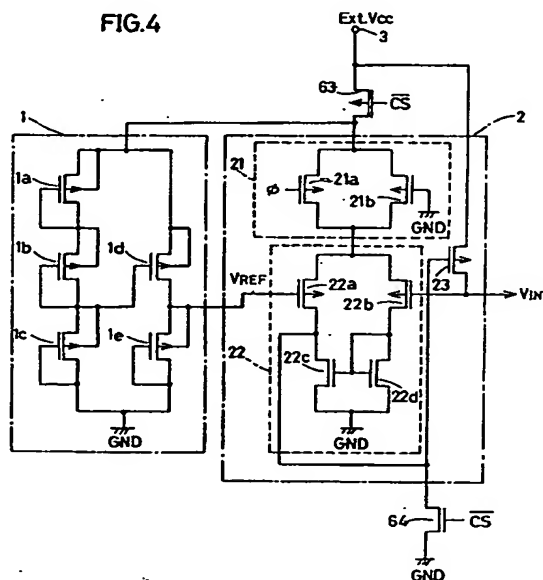 FIG.4
Ext.Vcc
3
63
CS
1
2
21
1a
21a
21b
ø
GND
1b
1d
23
VREF
22a
22b
VIN
1c
1e
22
22c
22d
GND
GND
64
CS
GND